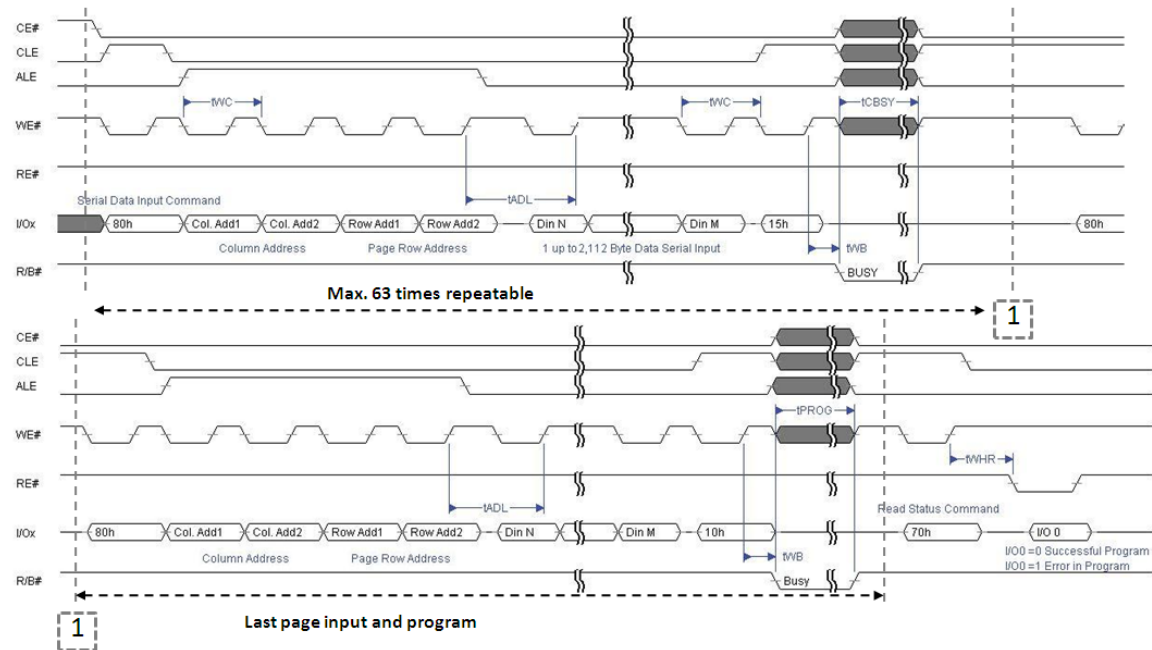 CE#
CLE
ALE
tWC tWC tCBSY
WE#
RE#
tADL
Serial Data Input Command
I/Ox 80h Col. Add1 Col. Add2 Row Add1 Row Add2 Din N Din M 15h 80h
Column Address Page Row Address 1 up to 2,112 Byte Data Serial Input tWB
R/B# BUSY
Max. 63 times repeatable 1
CE#
CLE
ALE
tPROG
WE#
tWHR
RE#
tADL
Read Status Command
I/Ox 80h Col. Add1 Col. Add2 Row Add1 Row Add2 Din N Din M 10h 70h I/O 0
Column Address Page Row Address tWB I/O0 =0 Successful Program
I/O0 =1 Error in Program
R/B# Busy
1 Last page input and program